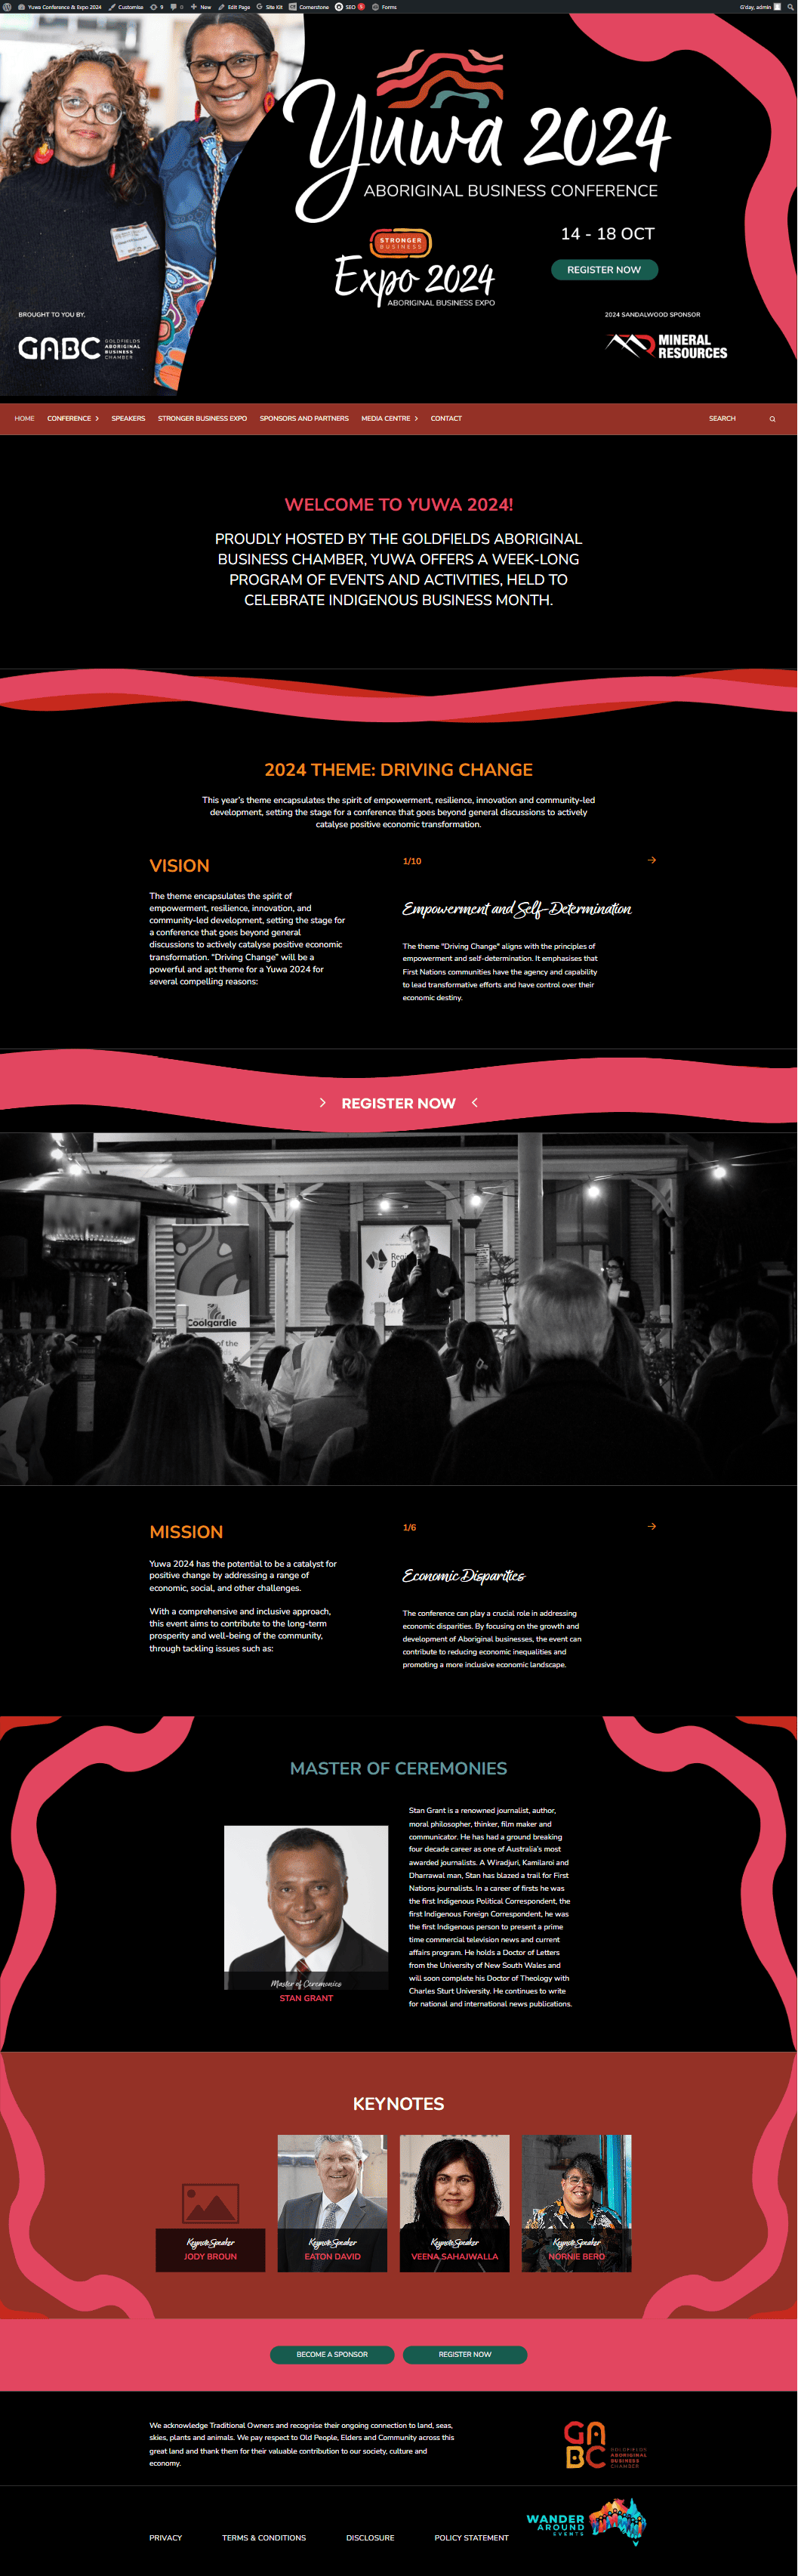 Yuwa Conference & Expo 2024 Customise 9 0 New Edit Page Site Kit Cornerstone SEO 5 Forms G'day, admin
Yuwa 2024
ABORIGINAL BUSINESS CONFERENCE
14 - 18 OCT
STRONGER
BUSINESS
Expo 2024
ABORIGINAL BUSINESS EXPO
REGISTER NOW
BROUGHT TO YOU BY,
GABC GOLDFIELDS
ABORIGINAL
BUSINESS
CHAMBER
2024 SANDALWOOD SPONSOR
MINERAL
RESOURCES
HOME CONFERENCE SPEAKERS STRONGER BUSINESS EXPO SPONSORS AND PARTNERS MEDIA CENTRE CONTACT SEARCH
WELCOME TO YUWA 2024!
PROUDLY HOSTED BY THE GOLDFIELDS ABORIGINAL
BUSINESS CHAMBER, YUWA OFFERS A WEEK-LONG
PROGRAM OF EVENTS AND ACTIVITIES, HELD TO
CELEBRATE INDIGENOUS BUSINESS MONTH.
2024 THEME: DRIVING CHANGE
This year's theme encapsulates the spirit of empowerment, resilience, innovation and community-led
development, setting the stage for a conference that goes beyond general discussions to actively
catalyse positive economic transformation.
VISION
The theme encapsulates the spirit of
empowerment, resilience, innovation, and
community-led development, setting the stage for
a conference that goes beyond general
discussions to actively catalyse positive economic
transformation. "Driving Change" will be a
powerful and apt theme for a Yuwa 2024 for
several compelling reasons:
1/10 →
Empowerment and Self-Determination
The theme "Driving Change" aligns with the principles of
empowerment and self-determination. It emphasises that
First Nations communities have the agency and capability
to lead transformative efforts and have control over their
economic destiny.
REGISTER NOW
Coolgardie
of the
MISSION
Yuwa 2024 has the potential to be a catalyst for
positive change by addressing a range of
economic, social, and other challenges.
With a comprehensive and inclusive approach,
this event aims to contribute to the long-term
prosperity and well-being of the community,
through tackling issues such as:
1/6 →
Economic Disparities
The conference can play a crucial role in addressing
economic disparities. By focusing on the growth and
development of Aboriginal businesses, the event can
contribute to reducing economic inequalities and
promoting a more inclusive economic landscape.
MASTER OF CEREMONIES
Master of Ceremonies
STAN GRANT
Stan Grant is a renowned journalist, author,
moral philosopher, thinker, film maker and
communicator. He has had a ground breaking
four decade career as one of Australia's most
awarded journalists. A Wiradjuri, Kamilaroi and
Dharrawal man, Stan has blazed a trail for First
Nations journalists. In a career of firsts he was
the first Indigenous Political Correspondent, the
first Indigenous Foreign Correspondent, he was
the first Indigenous person to present a prime
time commercial television news and current
affairs program. He holds a Doctor of Letters
from the University of New South Wales and
will soon complete his Doctor of Theology with
Charles Sturt University. He continues to write
for national and international news publications.
KEYNOTES
Keynote Speaker
JODY BROUN
Keynote Speaker
EATON DAVID
Keynote Speaker
VEENA SAHAJWALLA
Keynote Speaker
NORNIE BERO
BECOME A SPONSOR
REGISTER NOW
We acknowledge Traditional Owners and recognise their ongoing connection to land, seas,
skies, plants and animals. We pay respect to Old People, Elders and Community across this
great land and thank them for their valuable contribution to our society, culture and
economy.
GABC
GOLDFIELDS
ABORIGINAL
BUSINESS
CHAMBER
PRIVACY TERMS & CONDITIONS DISCLOSURE POLICY STATEMENT
WANDER
AROUND
EVENTS